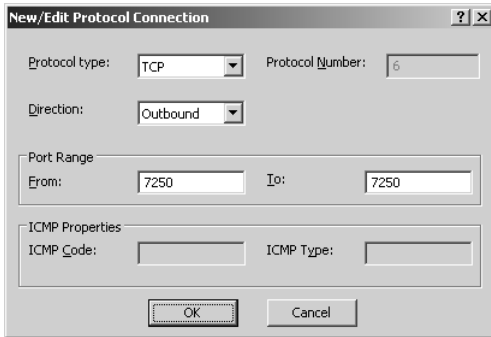 New/Edit Protocol Connection ? X
Protocol type: TCP Protocol Number: 6
Direction: Outbound
Port Range
From: 7250 To: 7250
ICMP Properties
ICMP Code: ICMP Type:
OK Cancel